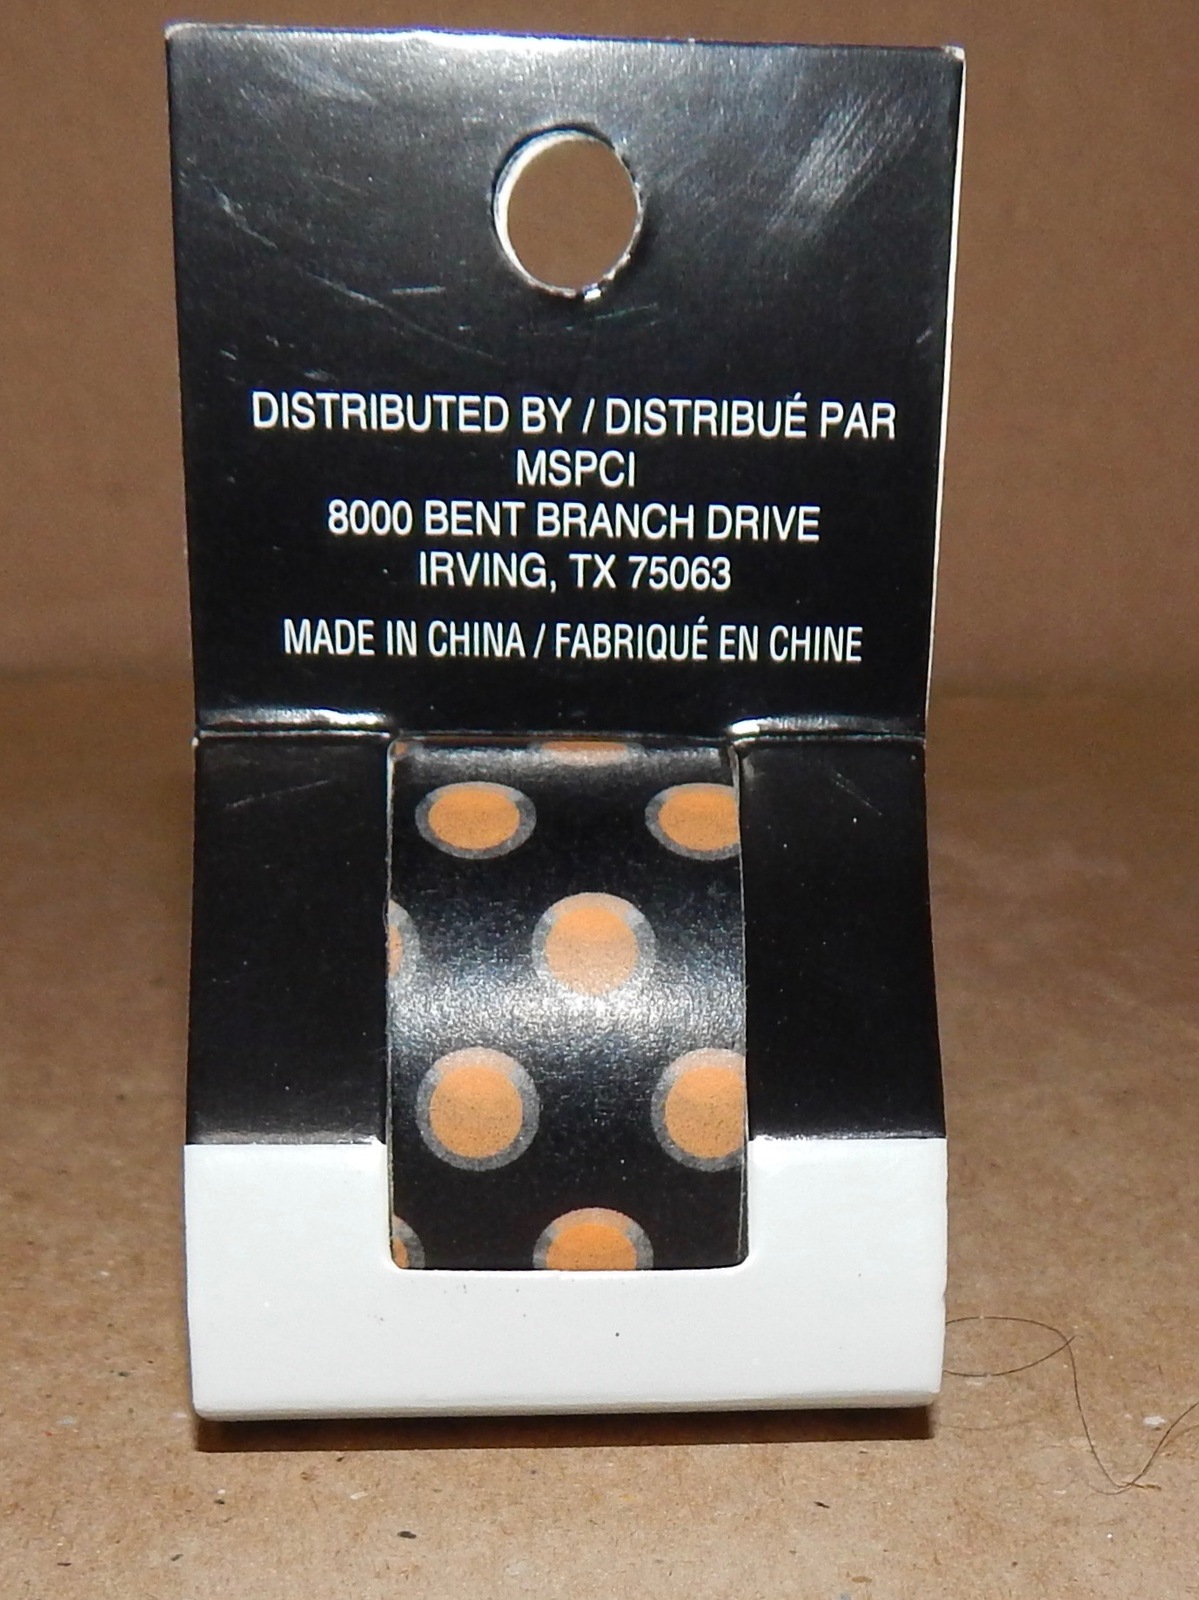 DISTRIBUTED BY / DISTRIBUÉ PAR
MSPCI
8000 BENT BRANCH DRIVE
IRVING, TX 75063
MADE IN CHINA / FABRIQUÉ EN CHINE